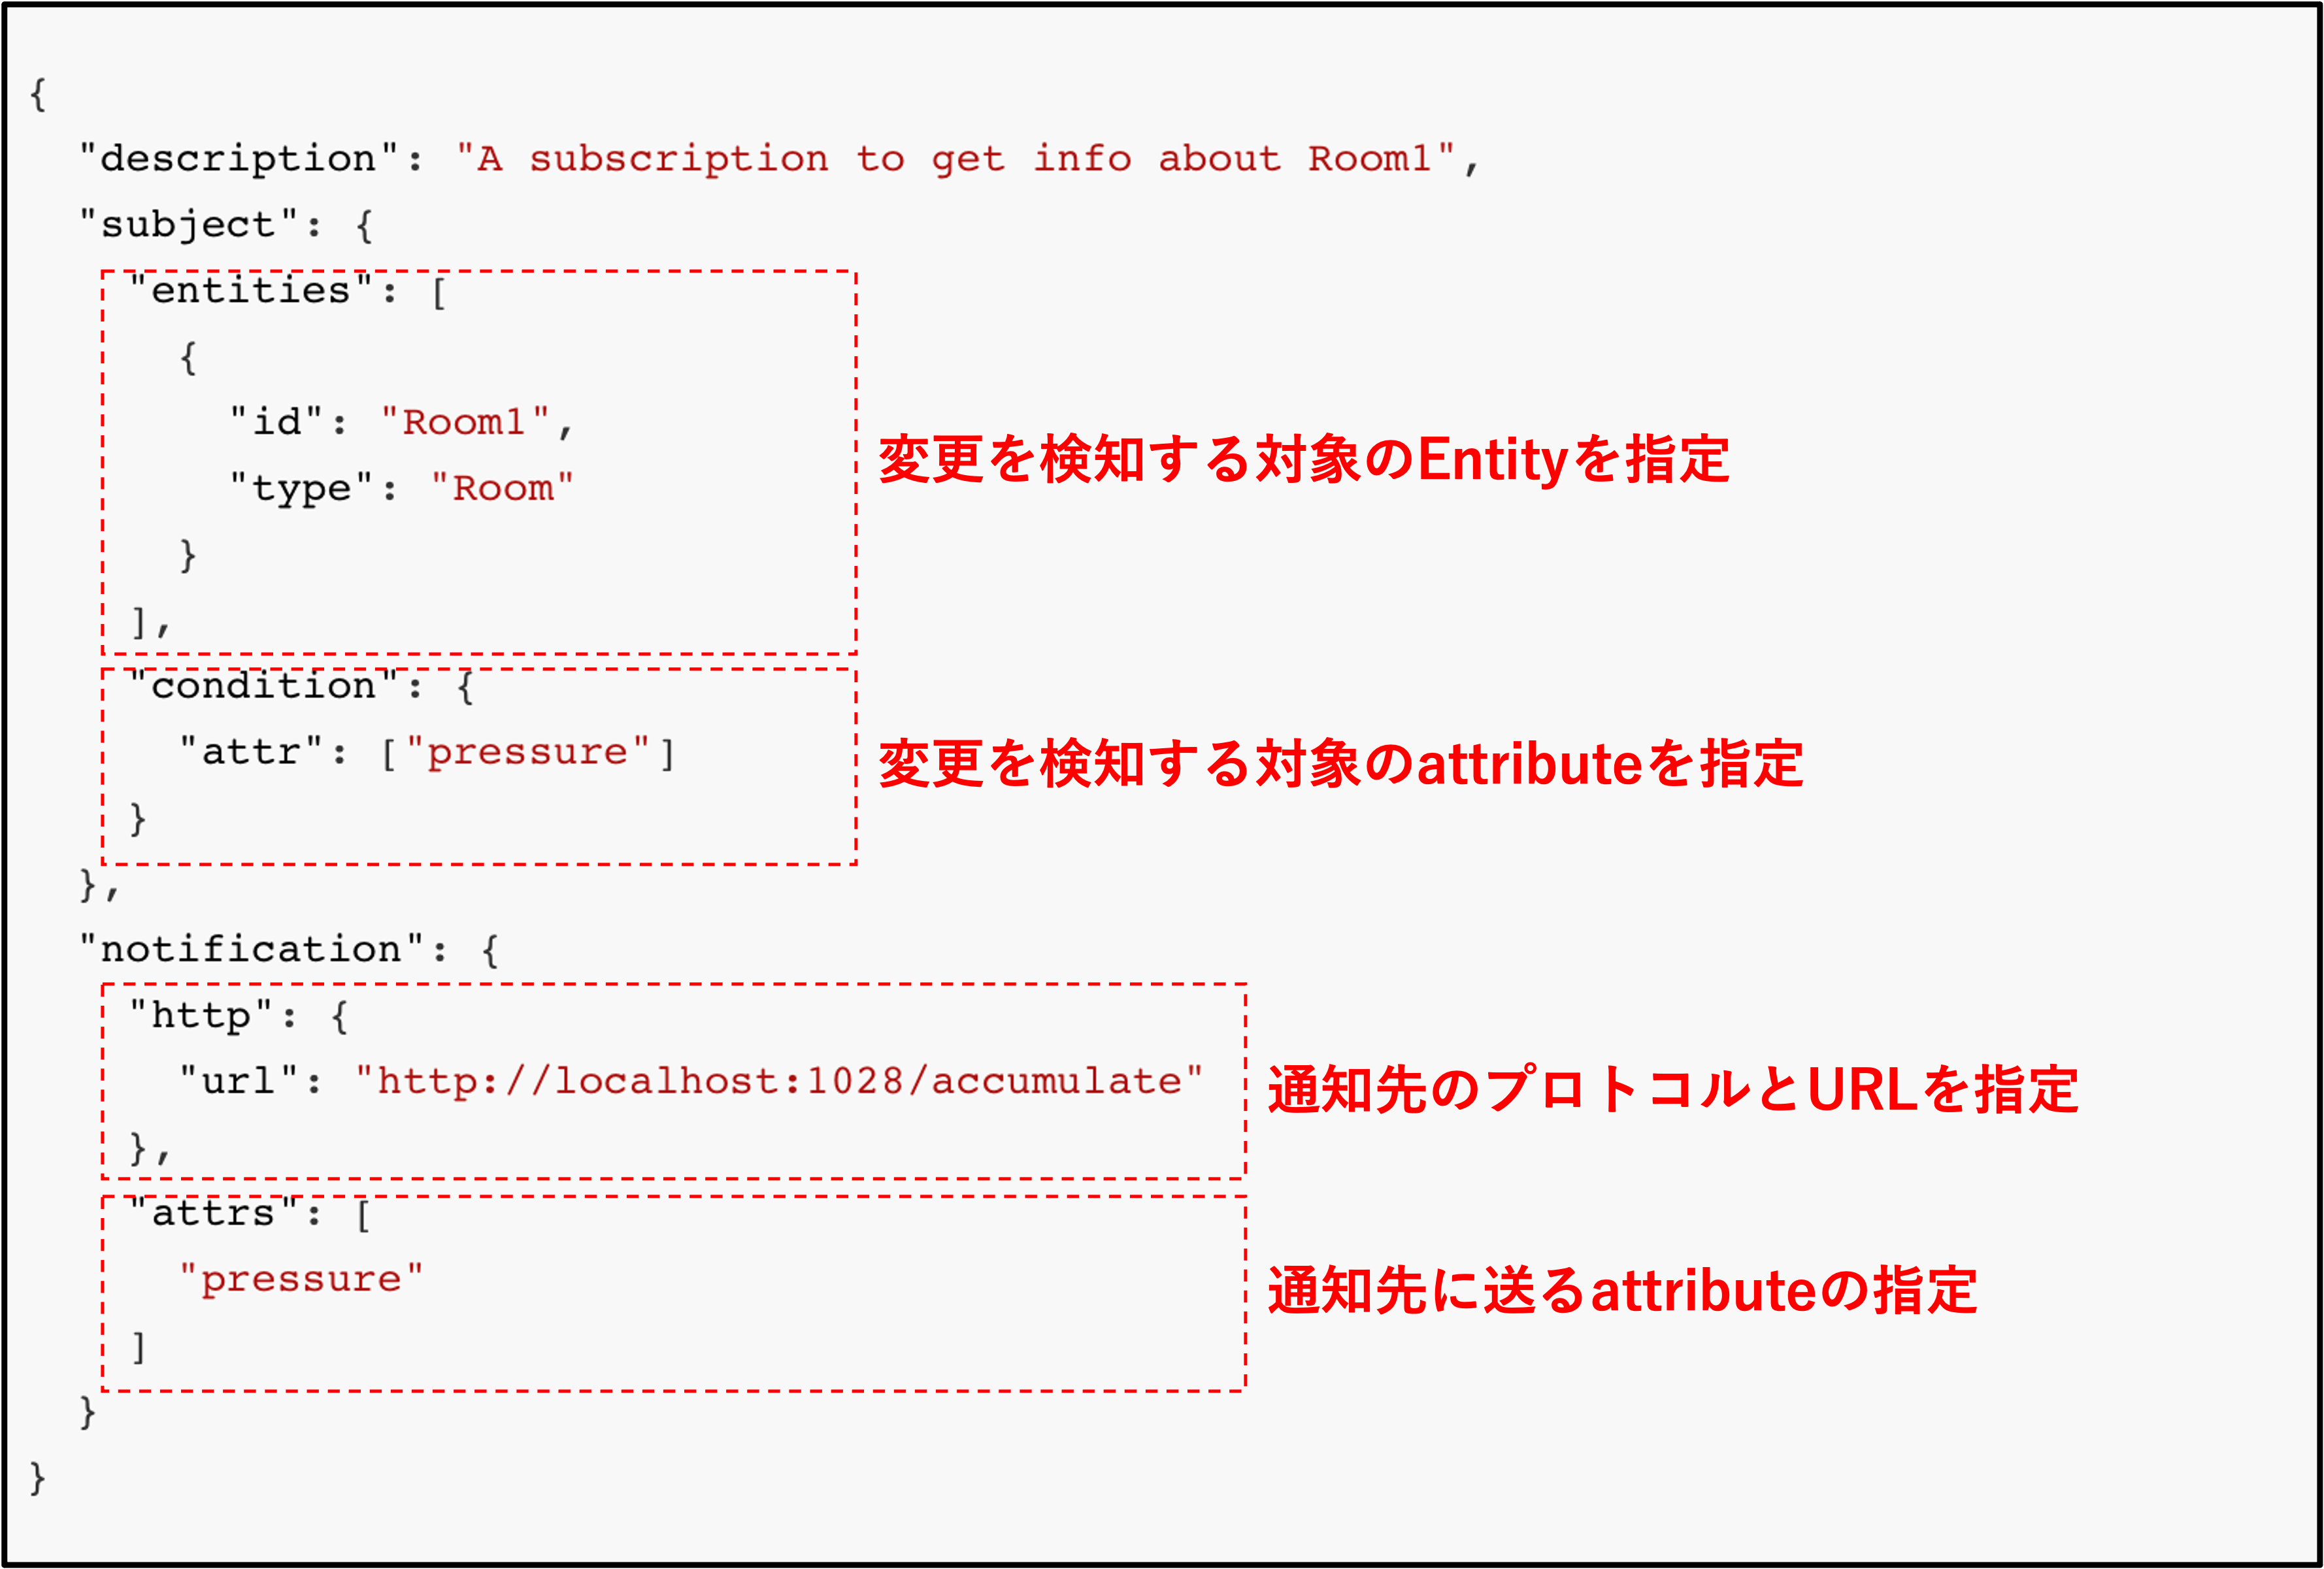 {
"description": "A subscription to get info about Room1",
"subject": {
"entities": [
{
"id": "Room1",
"type": "Room"
変更を検知する対象のEntityを指定
}
],
"condition": {
"attr": ["pressure"]
変更を検知する対象のattributeを指定
}
},
"notification": {
"http": {
"url": "http://localhost:1028/accumulate"
通知先のプロトコルとURLを指定
},
"attrs": [
"pressure"
通知先に送るattributeの指定
]
}
}